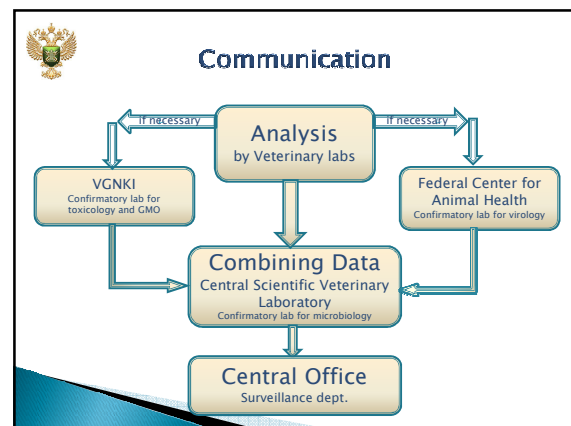 Communication
If necessary
If necessary
Analysis
by Veterinary labs
VGNKI
Confirmatory lab for
toxicology and GMO
Federal Center for
Animal Health
Confirmatory lab for virology
Combining Data
Central Scientific Veterinary
Laboratory
Confirmatory lab for microbiology
Central Office
Surveillance dept.